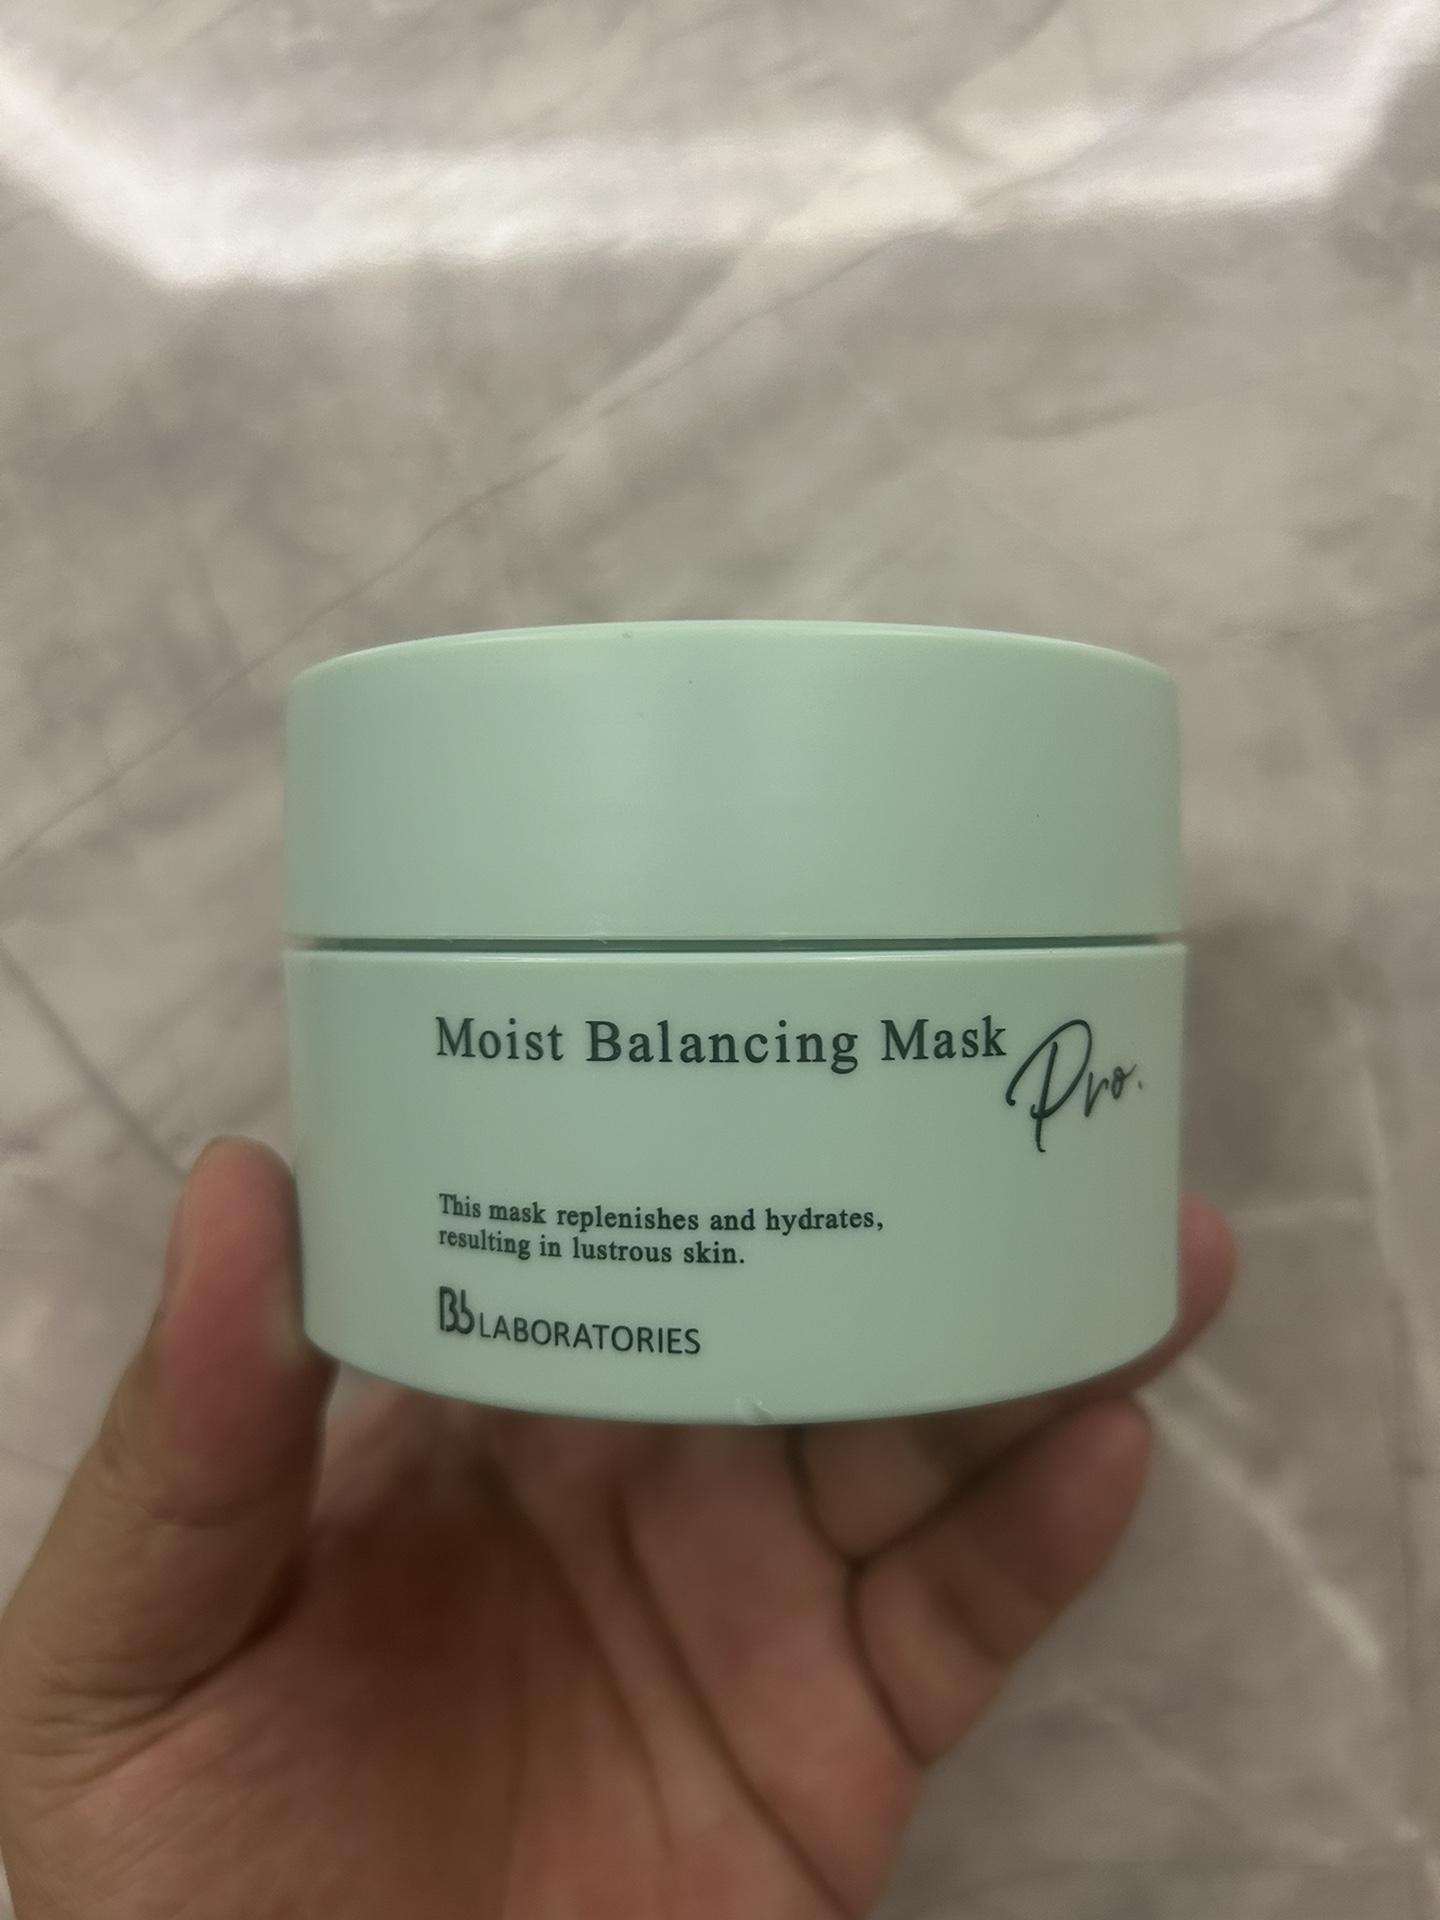 Moist Balancing Mask Pro.
This mask replenishes and hydrates,
resulting in lustrous skin.
Bb LABORATORIES